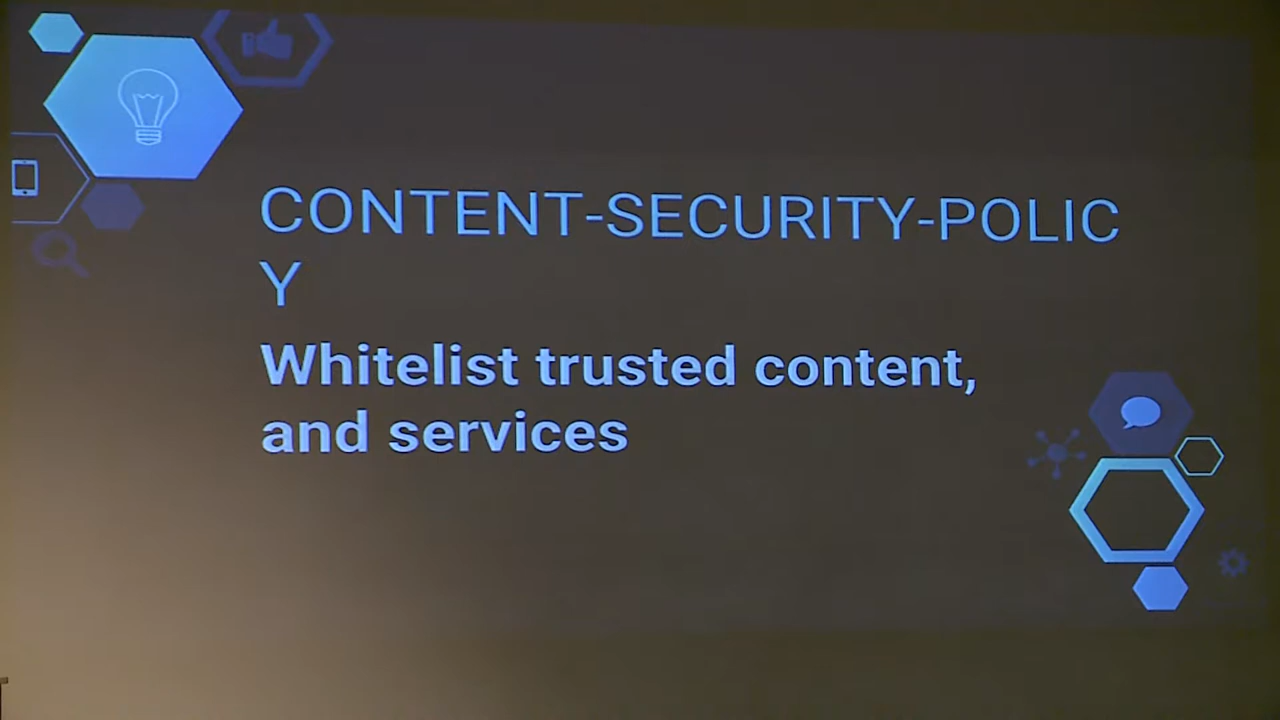 CONTENT-SECURITY-POLIC
Y
Whitelist trusted content,
and services